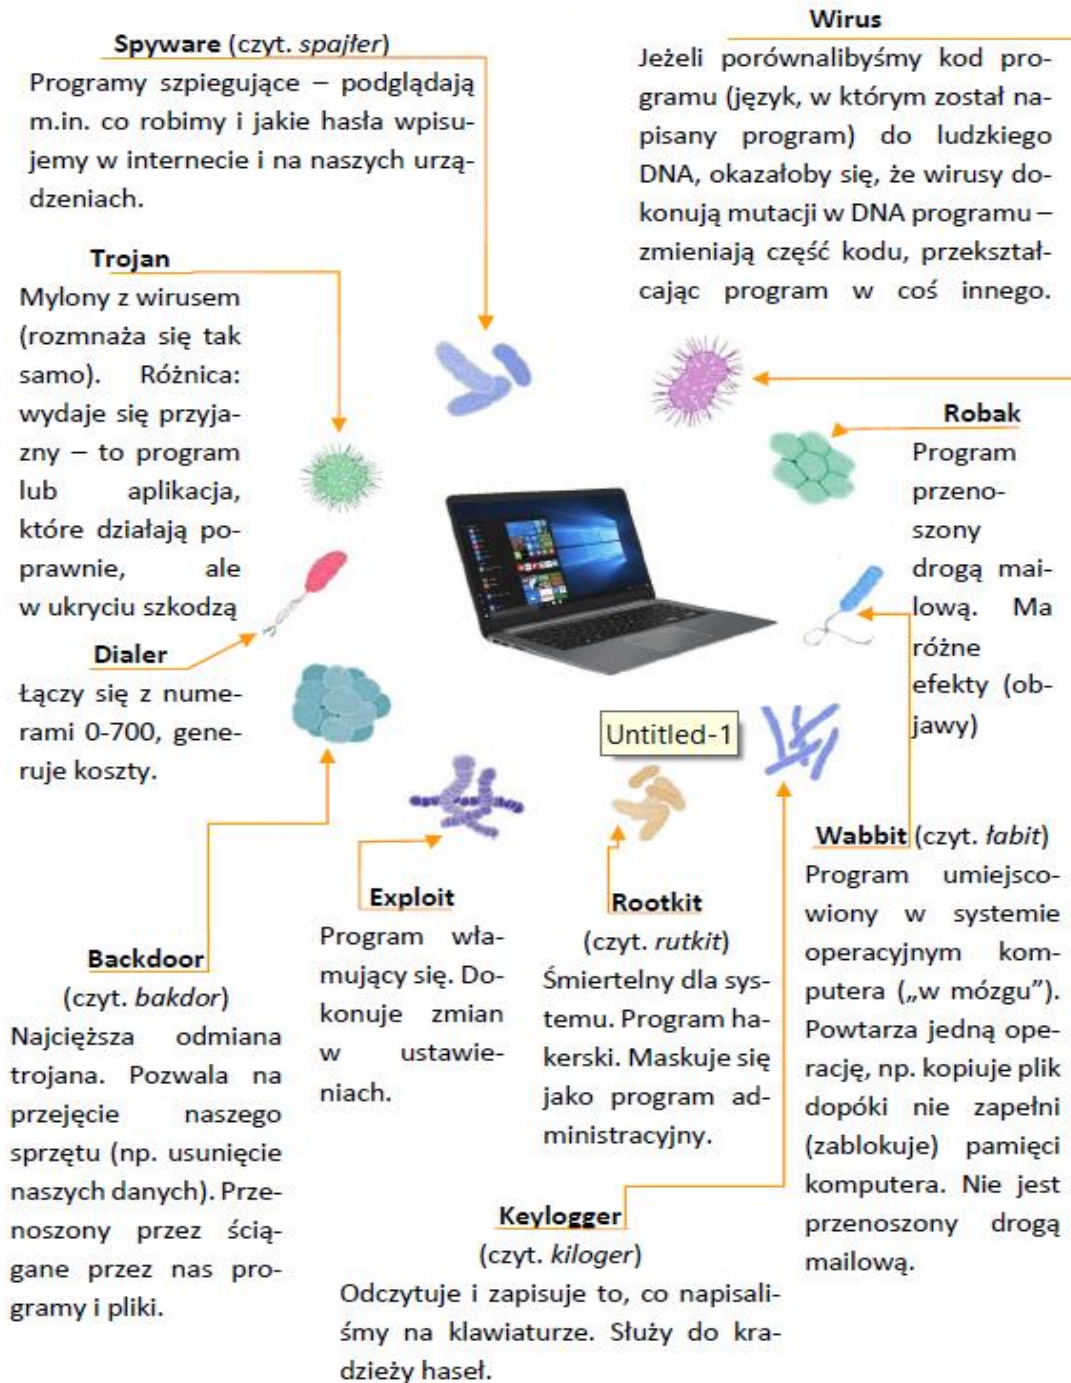 Spyware (czyt. spajłer)
Programy szpiegujące – podglądają
m.in. co robimy i jakie hasła wpisu-
jemy w internecie i na naszych urzą-
dzeniach.
Wirus
Jeżeli porównalibyśmy kod pro-
gramu (język, w którym został na-
pisany program) do ludzkiego
DNA, okazałoby się, że wirusy do-
konują mutacji w DNA programu –
zmieniają część kodu, przekształ-
cając program w coś innego.
Trojan
Mylony z wirusem
(rozmnaża się tak
samo). Różnica:
wydaje się przyja-
zny – to program
lub aplikacja,
które działają po-
prawnie, ale
w ukryciu szkodzą
Robak
Program
przeno-
szony
drogą mai-
lową. Ma
różne
efekty (ob-
jawy)
Dialer
Łączy się z nume-
rami 0-700, gene-
ruje koszty.
Untitled-1
Wabbit (czyt. łabit)
Program umiejsco-
wiony w systemie
operacyjnym kom-
putera („w mózgu”).
Powtarza jedną ope-
rację, np. kopiuje plik
dopóki nie zapełni
(zablokuje) pamięci
komputera. Nie jest
przenoszony drogą
mailową.
Exploit
Program wła-
mujący się. Do-
konuje zmian
w ustawie-
niach.
Rootkit
(czyt. rutkit)
Śmiertelny dla sys-
temu. Program ha-
kerski. Maskuje się
jako program ad-
ministracyjny.
Backdoor
(czyt. bakdor)
Najcięższa odmiana
trojana. Pozwala na
przejęcie naszego
sprzętu (np. usunięcie
naszych danych). Prze-
noszony przez ścią-
gane przez nas pro-
gramy i pliki.
Keylogger
(czyt. kiloger)
Odczytuje i zapisuje to, co napisali-
śmy na klawiaturze. Służy do kra-
dzieży haseł.